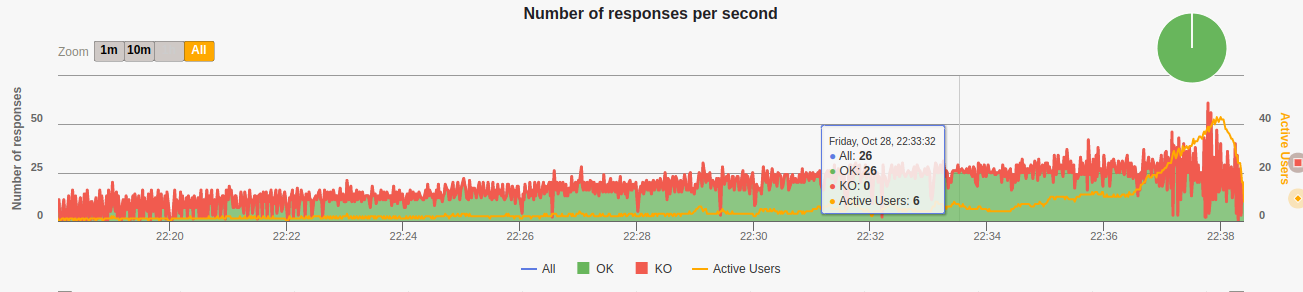 Number of responses per second
Zoom 1m 10m All
Number of responses
50
25
0
40
20
0
Active Users
Friday, Oct 28, 22:33:32
All: 26
OK: 26
KO: 0
Active Users: 6
22:20 22:22 22:24 22:26 22:28 22:30 22:32 22:34 22:36 22:38
All OK KO Active Users